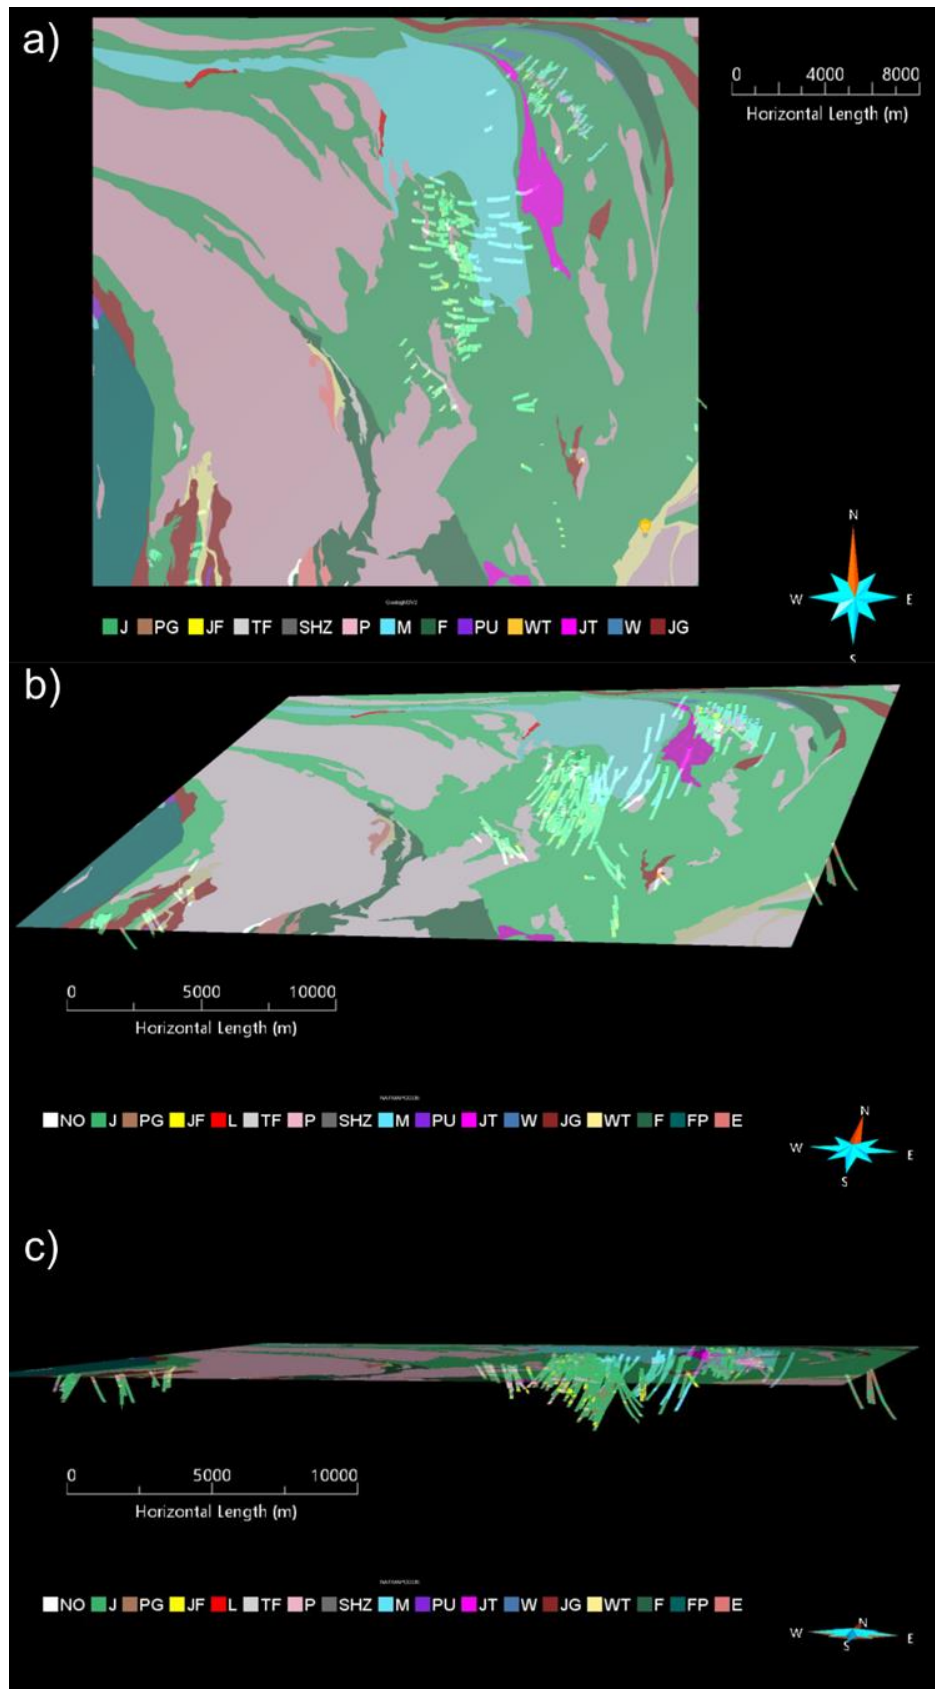 a)
0 4000 8000
Horizontal Length (m)
N
W E
S
J PG JF TF SHZ P M F PU WT JT W JG
b)
0 5000 10000
Horizontal Length (m)
NO J PG JF L TF P SHZ M PU JT W JG WT F FP E
N
W E
S
c)
0 5000 10000
Horizontal Length (m)
NO J PG JF L TF P SHZ M PU JT W JG WT F FP E
N
W E
S